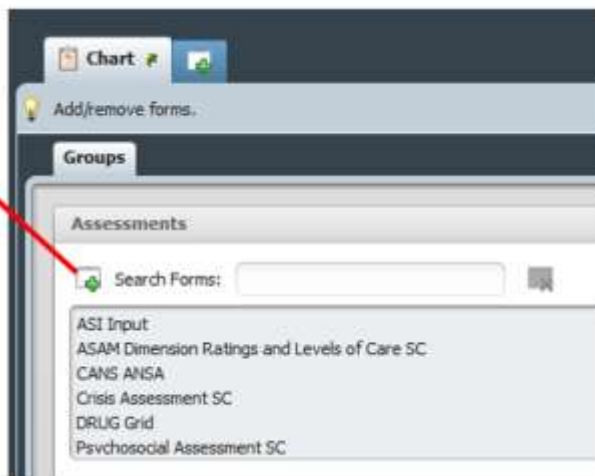 Chart
Add/remove forms.
Groups
Assessments
Search Forms:
ASI Input
ASAM Dimension Ratings and Levels of Care SC
CANS ANSA
Crisis Assessment SC
DRUG Grid
Psychosocial Assessment SC